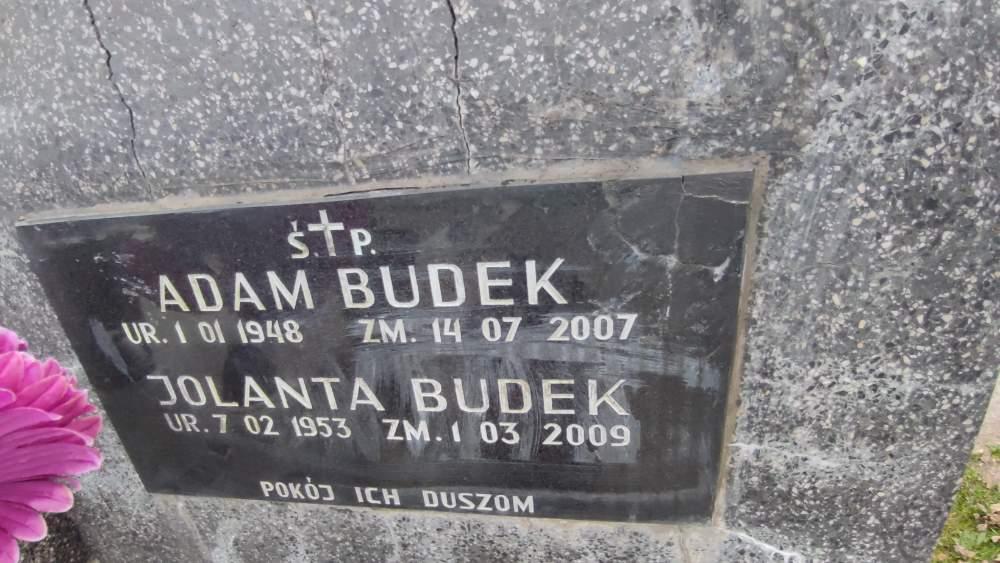 Ś.✝P.
ADAM BUDEK
UR. 1 01 1948 ZM. 14 07 2007
JOLANTA BUDEK
UR. 7 02 1953 ZM. 1 03 2009
POKÓJ ICH DUSZOM